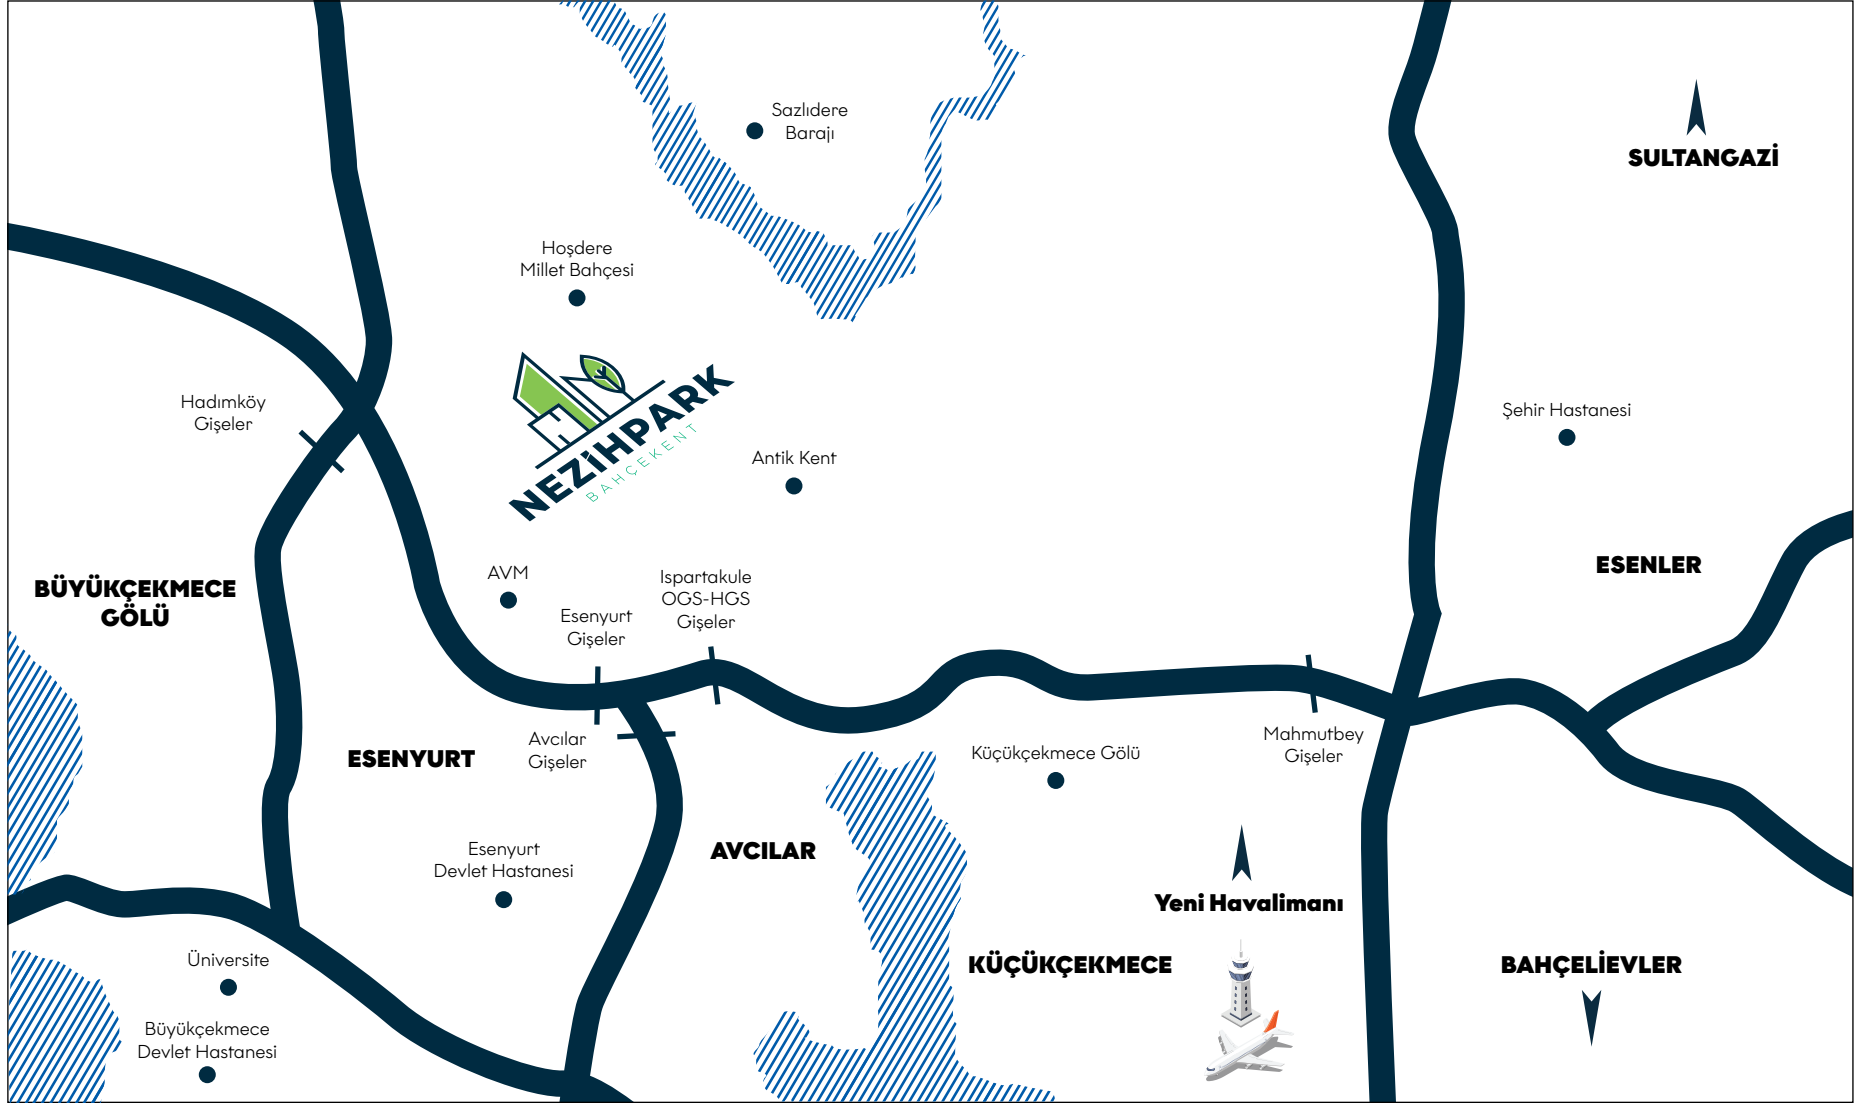 Sazlıdere
Barajı
SULTANGAZİ
Hoşdere
Millet Bahçesi
Hadımköy
Gişeler
NEZİHPARK
BAHÇEKENT
Şehir Hastanesi
Antik Kent
ESENLER
BÜYÜKÇEKMECE
GÖLÜ
AVM
Ispartakule
OGS-HGS
Gişeler
Esenyurt
Gişeler
ESENYURT
Avcılar
Gişeler
Küçükçekmece Gölü
Mahmutbey
Gişeler
Esenyurt
Devlet Hastanesi
AVCILAR
Yeni Havalimanı
Üniversite
KÜÇÜKÇEKMECE
BAHÇELİEVLER
Büyükçekmece
Devlet Hastanesi